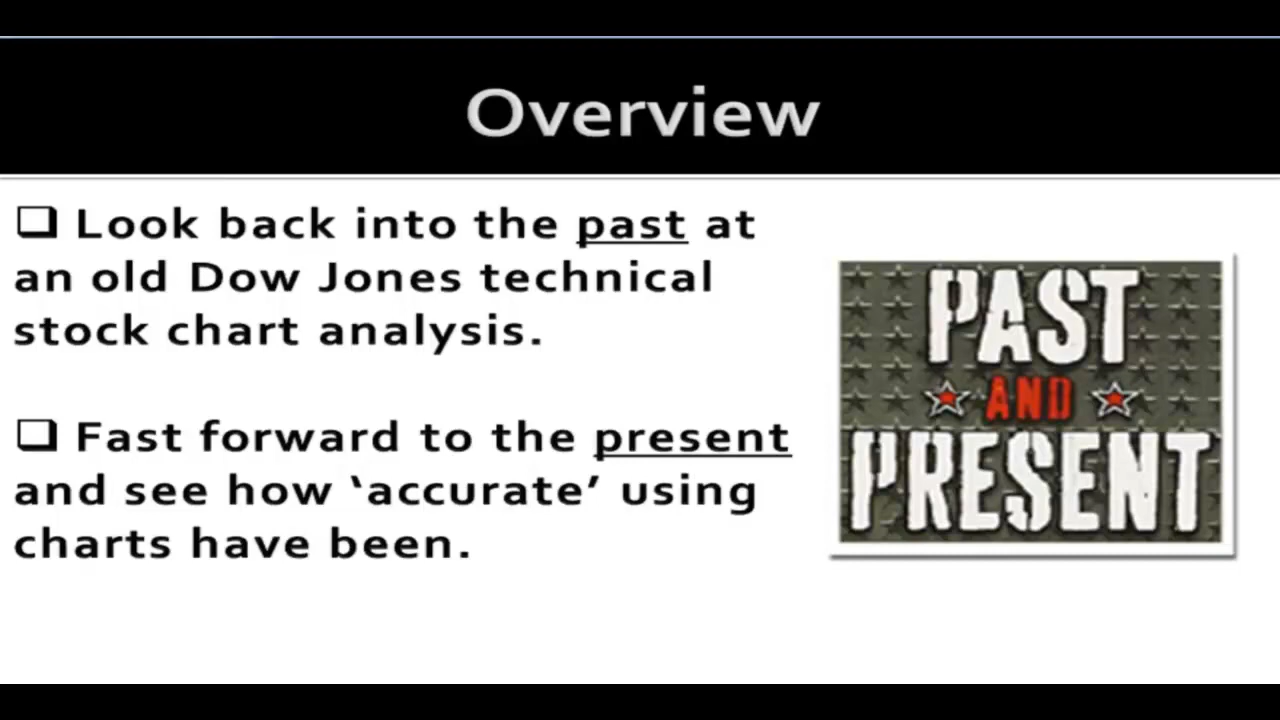 Overview
❑ Look back into the past at
an old Dow Jones technical
stock chart analysis.
❑ Fast forward to the present
and see how ‘accurate’ using
charts have been.
PAST
AND
PRESENT